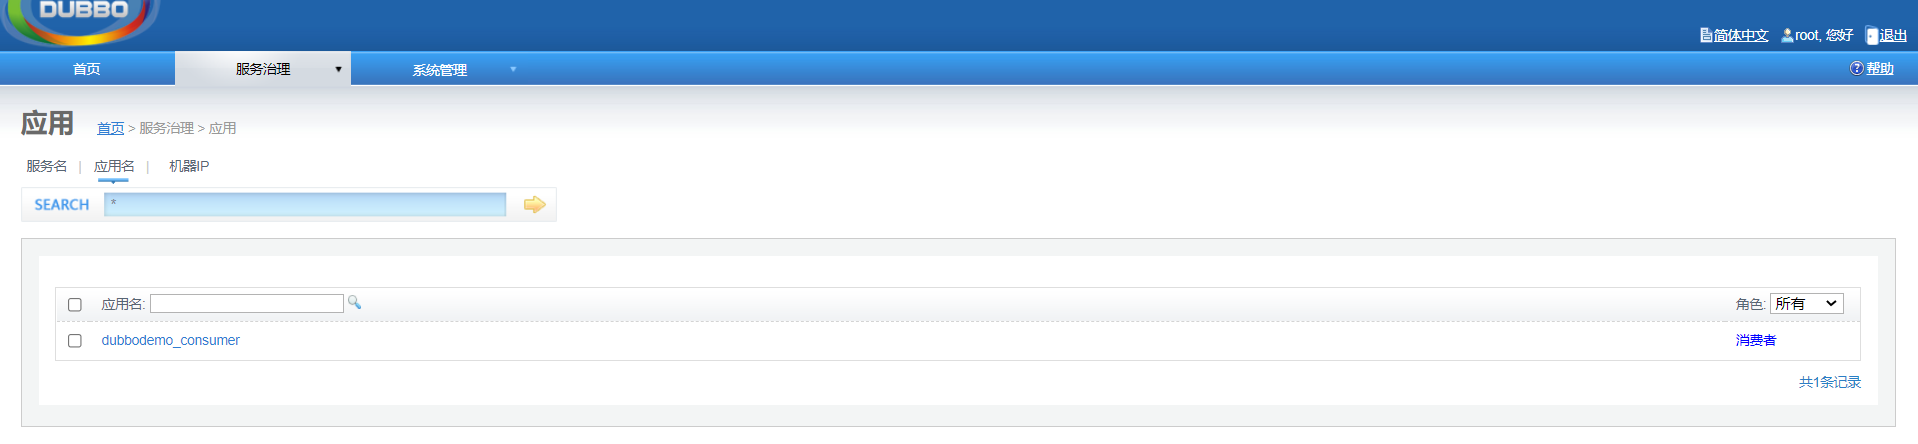 DUBBO
简体中文 root, 您好 退出
首页 服务治理 系统管理 帮助
应用 首页 > 服务治理 > 应用
服务名 | 应用名 | 机器IP
SEARCH *
应用名: 角色: 所有
dubbodemo_consumer 消费者
共1条记录